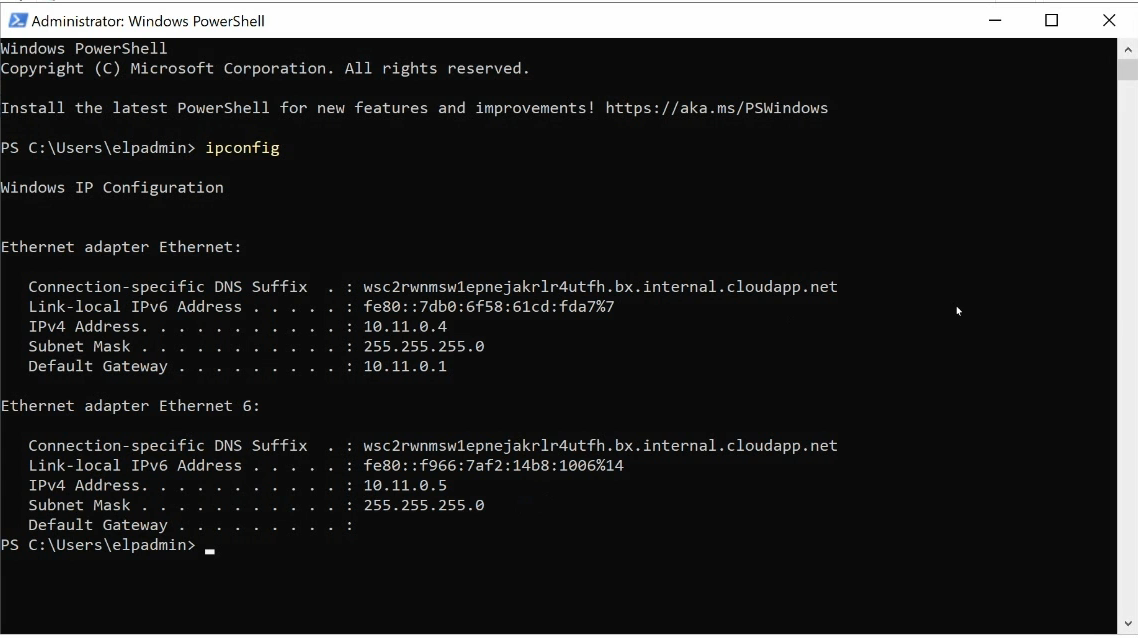 Administrator: Windows PowerShell
Windows PowerShell
Copyright (C) Microsoft Corporation. All rights reserved.
Install the latest PowerShell for new features and improvements! https://aka.ms/PSWindows
PS C:\Users\elpadmin> ipconfig
Windows IP Configuration
Ethernet adapter Ethernet:
   Connection-specific DNS Suffix  . : wsc2rwnmsw1epnejakrlr4utfh.bx.internal.cloudapp.net
   Link-local IPv6 Address . . . . . : fe80::7db0:6f58:61cd:fda7%7
   IPv4 Address. . . . . . . . . . . : 10.11.0.4
   Subnet Mask . . . . . . . . . . . : 255.255.255.0
   Default Gateway . . . . . . . . . : 10.11.0.1
Ethernet adapter Ethernet 6:
   Connection-specific DNS Suffix  . : wsc2rwnmsw1epnejakrlr4utfh.bx.internal.cloudapp.net
   Link-local IPv6 Address . . . . . : fe80::f966:7af2:14b8:1006%14
   IPv4 Address. . . . . . . . . . . : 10.11.0.5
   Subnet Mask . . . . . . . . . . . : 255.255.255.0
   Default Gateway . . . . . . . . . :
PS C:\Users\elpadmin>